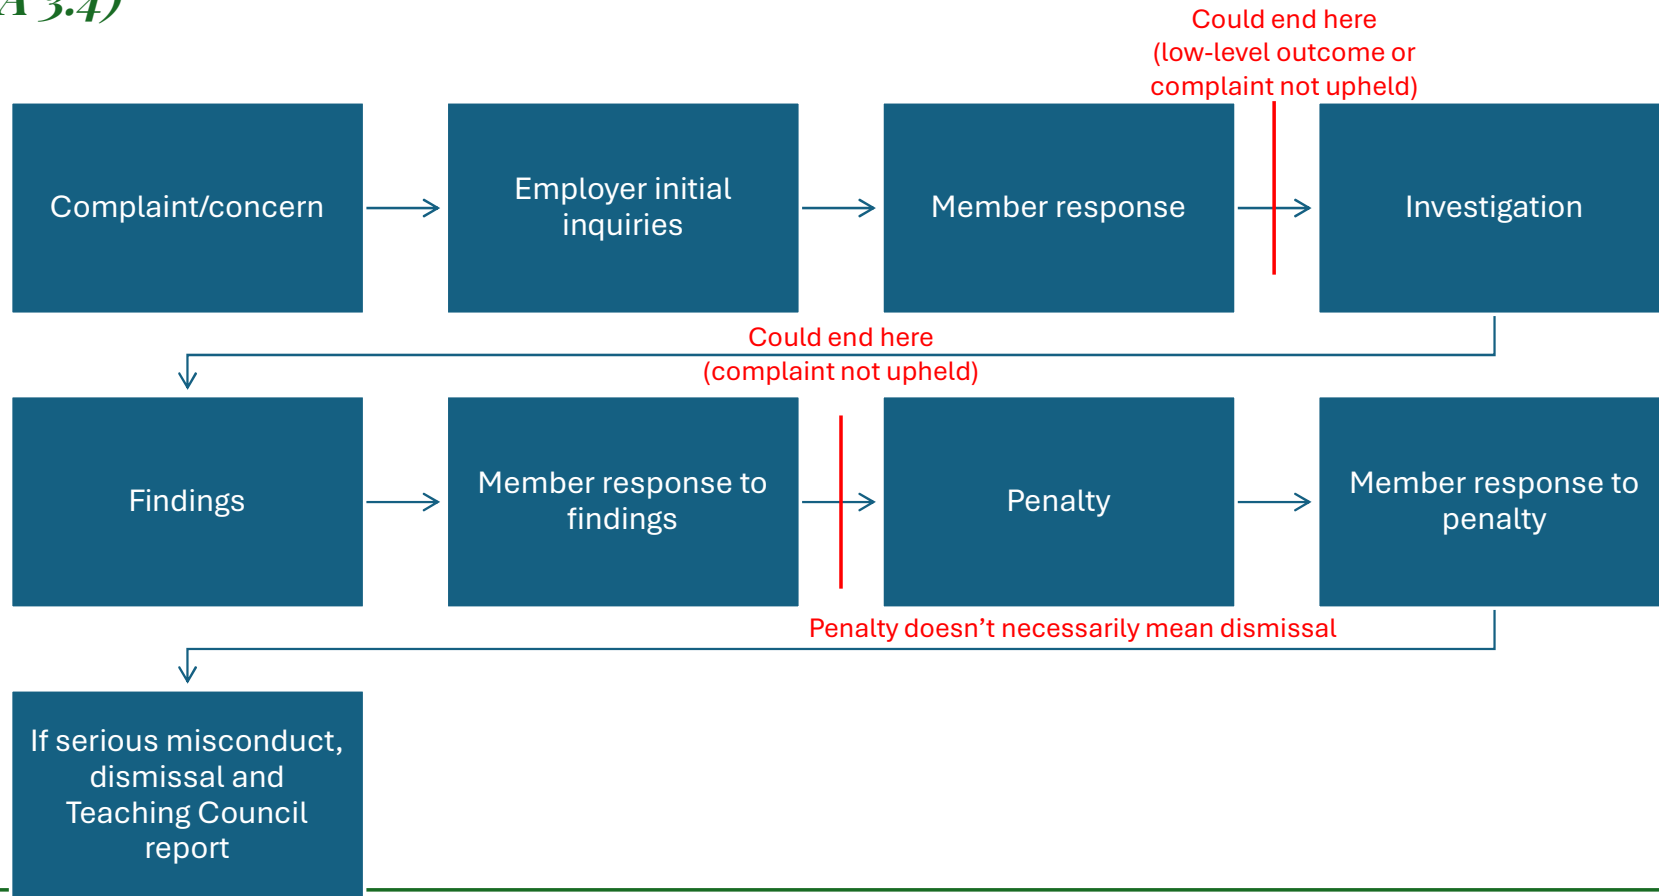 A 3.4)
Could end here
(low-level outcome or
complaint not upheld)
Complaint/concern
Employer initial
inquiries
Member response
Investigation
Could end here
(complaint not upheld)
Findings
Member response to
findings
Penalty
Member response to
penalty
Penalty doesn’t necessarily mean dismissal
If serious misconduct,
dismissal and
Teaching Council
report